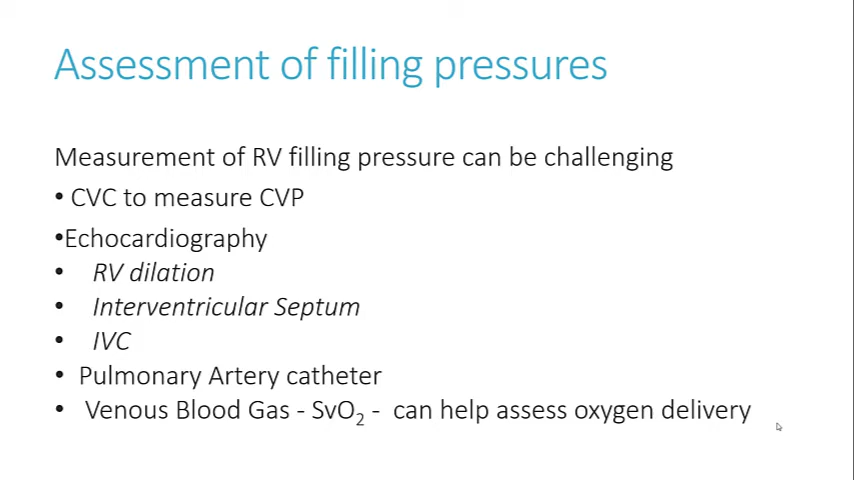 Assessment of filling pressures
Measurement of RV filling pressure can be challenging
• CVC to measure CVP
•Echocardiography
• RV dilation
• Interventricular Septum
• IVC
• Pulmonary Artery catheter
• Venous Blood Gas - SvO₂ - can help assess oxygen delivery